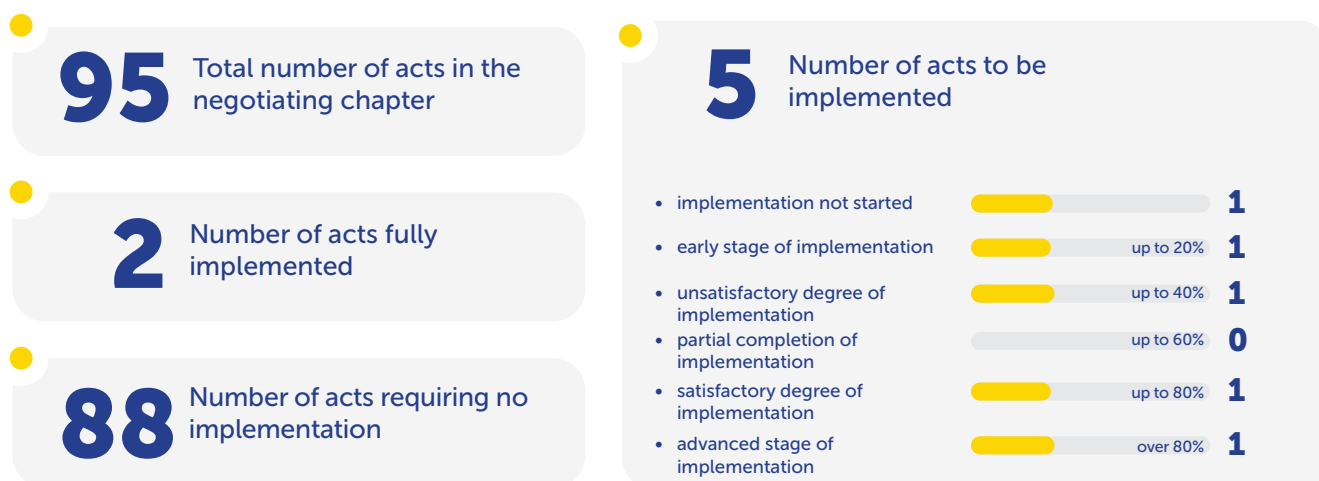 95
Total number of acts in the
negotiating chapter
2
Number of acts fully
implemented
88
Number of acts requiring no
implementation
5
Number of acts to be
implemented
• implementation not started 1
• early stage of implementation up to 20% 1
• unsatisfactory degree of
implementation up to 40% 1
• partial completion of
implementation up to 60% 0
• satisfactory degree of
implementation up to 80% 1
• advanced stage of
implementation over 80% 1